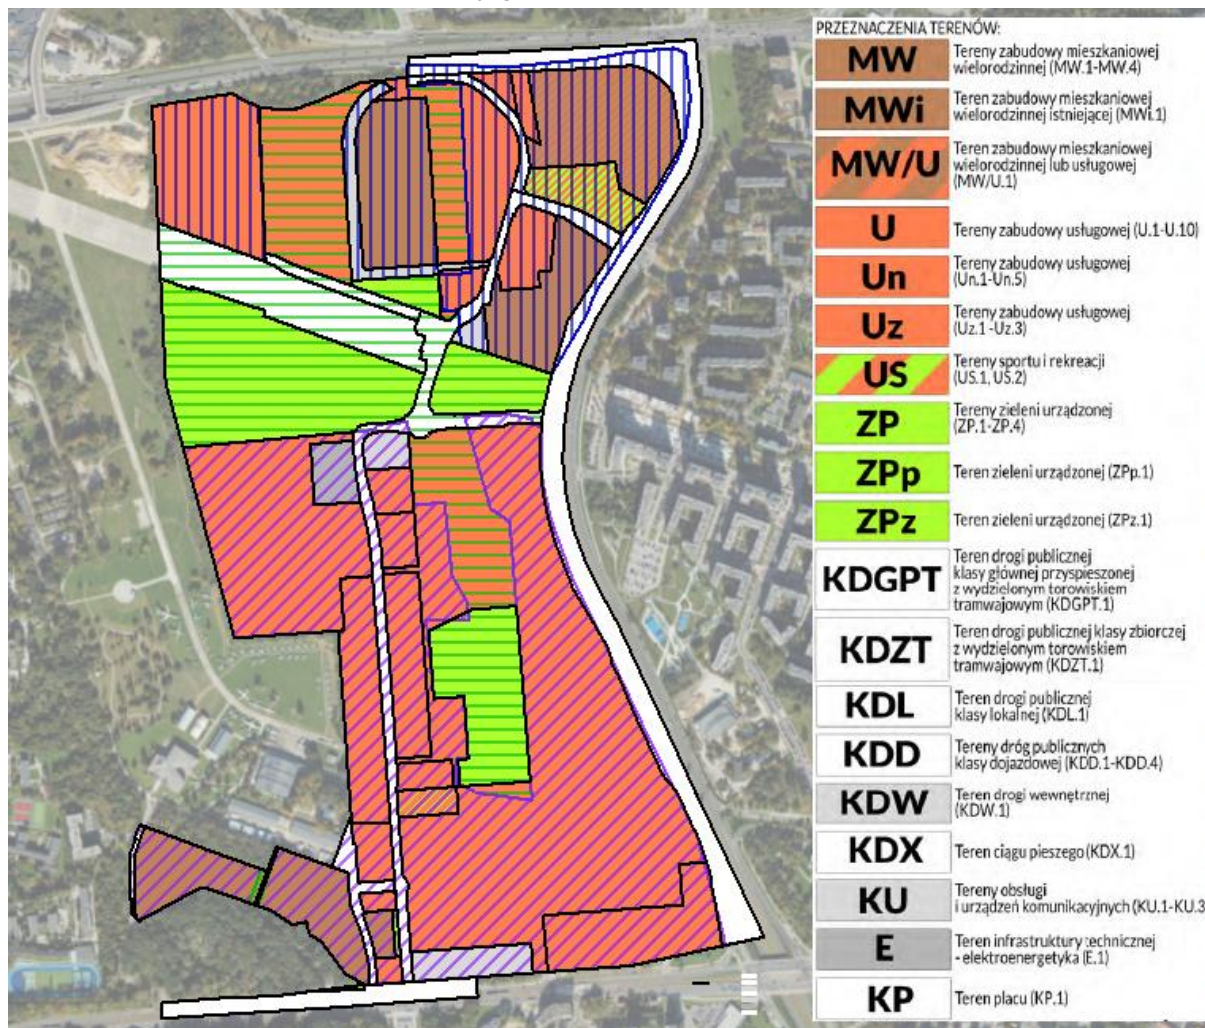 PRZEZNACZENIA TERENÓW:
MW
Tereny zabudowy mieszkaniowej
wielorodzinnej (MW.1-MW.4)
MWi
Teren zabudowy mieszkaniowej
wielorodzinnej istniejącej (MWi.1)
MW/U
Teren zabudowy mieszkaniowej
wielorodzinnej lub usługowej
(MW/U.1)
U
Tereny zabudowy usługowej (U.1-U.10)
Un
Tereny zabudowy usługowej
(Un.1-Un.5)
Uz
Tereny zabudowy usługowej
(Uz.1 -Uz.3)
US
Tereny sportu i rekreacji
(US.1, US.2)
ZP
Tereny zieleni urządzonej
(ZP.1-ZP.4)
ZPp
Teren zieleni urządzonej (ZPp.1)
ZPz
Teren zieleni urządzonej (ZPz.1)
KDGPT
Teren drogi publicznej
klasy głównej przyspieszonej
z wydzielonym torowiskiem
tramwajowym (KDGPT.1)
KDZT
Teren drogi publicznej klasy zbiorczej
z wydzielonym torowiskiem
tramwajowym (KDZT.1)
KDL
Teren drogi publicznej
klasy lokalnej (KDL.1)
KDD
Tereny dróg publicznych
klasy dojazdowej (KDD.1-KDD.4)
KDW
Teren drogi wewnętrznej
(KDW.1)
KDX
Teren ciągu pieszego (KDX.1)
KU
Tereny obsługi
i urządzeń komunikacyjnych (KU.1-KU.3
E
Teren infrastruktury technicznej
- elektroenergetyka (E.1)
KP
Teren placu (KP.1)